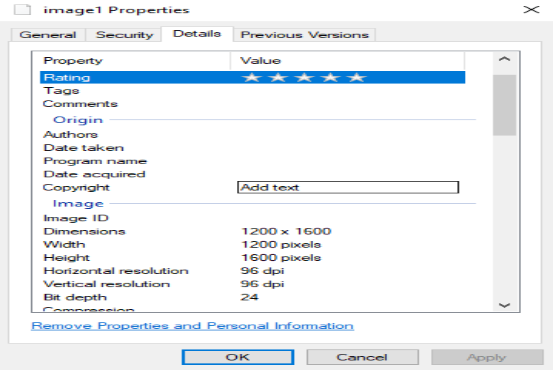 image1 Properties
General Security Details Previous Versions
Property Value
Rating
Tags
Comments
Origin
Authors
Date taken
Program name
Date acquired
Copyright Add text
Image
Image ID
Dimensions 1200 x 1600
Width 1200 pixels
Height 1600 pixels
Horizontal resolution 96 dpi
Vertical resolution 96 dpi
Bit depth 24
Compression
Remove Properties and Personal Information
OK Cancel Apply